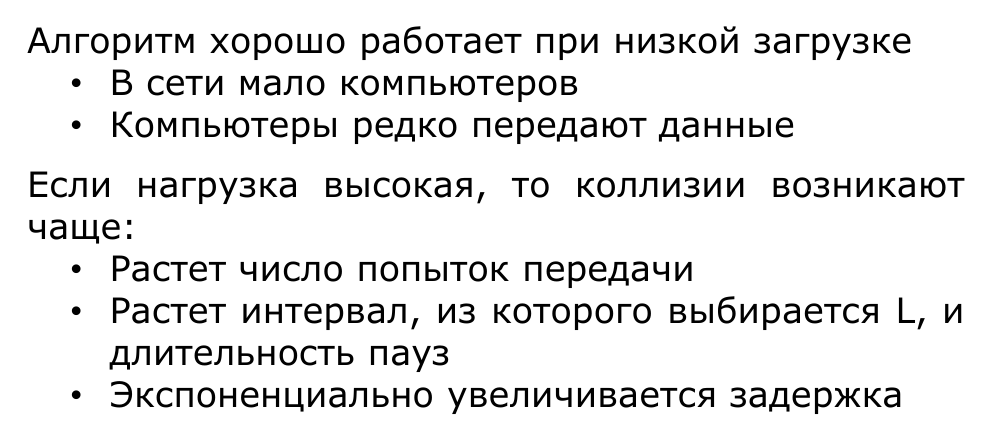 Алгоритм хорошо работает при низкой загрузке
• В сети мало компьютеров
• Компьютеры редко передают данные
Если нагрузка высокая, то коллизии возникают
чаще:
• Растет число попыток передачи
• Растет интервал, из которого выбирается L, и
длительность пауз
• Экспоненциально увеличивается задержка